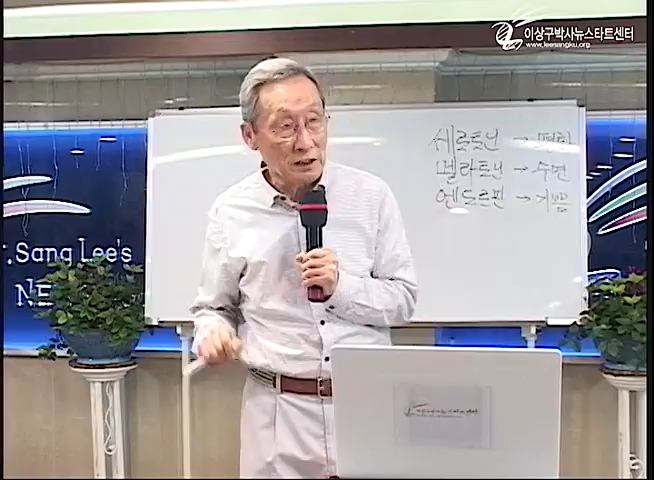 이상구박사뉴스타트센터
www.leesangku.org
세로토닌 → 평화
멜라토닌 → 수면
엔도르핀 → 기쁨
.Sang Lee's
NE